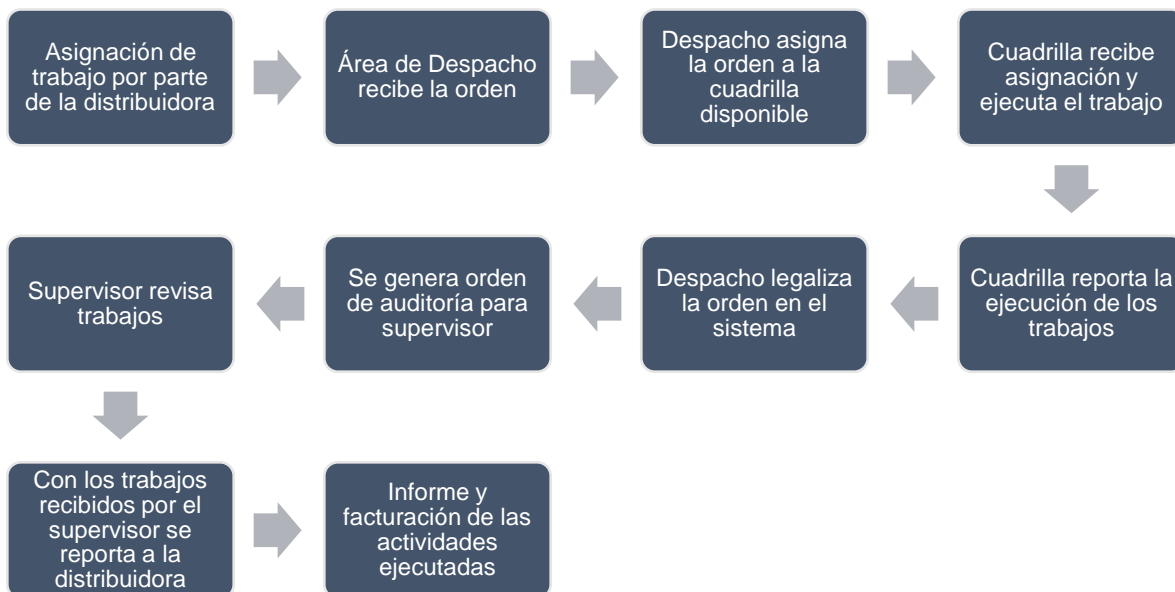 Asignación de
trabajo por parte
de la distribuidora
Área de Despacho
recibe la orden
Despacho asigna
la orden a la
cuadrilla
disponible
Cuadrilla recibe
asignación y
ejecuta el trabajo
Cuadrilla reporta la
ejecución de los
trabajos
Despacho legaliza
la orden en el
sistema
Se genera orden
de auditoría para
supervisor
Supervisor revisa
trabajos
Con los trabajos
recibidos por el
supervisor se
reporta a la
distribuidora
Informe y
facturación de las
actividades
ejecutadas